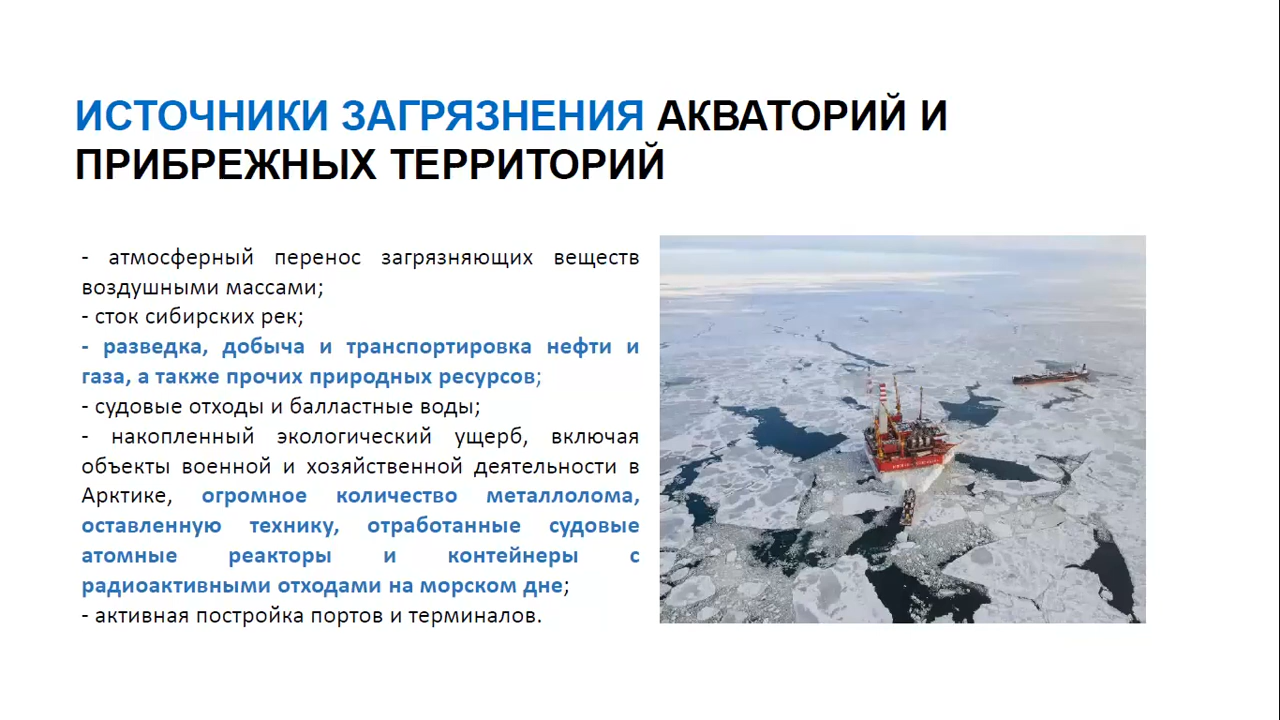 ИСТОЧНИКИ ЗАГРЯЗНЕНИЯ АКВАТОРИЙ И
ПРИБРЕЖНЫХ ТЕРРИТОРИЙ
- атмосферный перенос загрязняющих веществ
воздушными массами;
- сток сибирских рек;
- разведка, добыча и транспортировка нефти и
газа, а также прочих природных ресурсов;
- судовые отходы и балластные воды;
- накопленный экологический ущерб, включая
объекты военной и хозяйственной деятельности в
Арктике, огромное количество металлолома,
оставленную технику, отработанные судовые
атомные реакторы и контейнеры с
радиоактивными отходами на морском дне;
- активная постройка портов и терминалов.